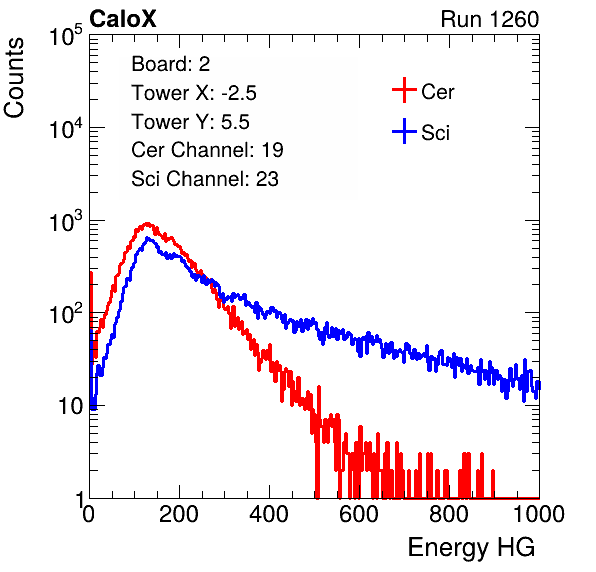 CaloX Run 1260
Counts
Board: 2
Tower X: -2.5
Tower Y: 5.5
Cer Channel: 19
Sci Channel: 23
Cer
Sci
10^5
10^4
10^3
10^2
10
1
0 200 400 600 800 1000
Energy HG